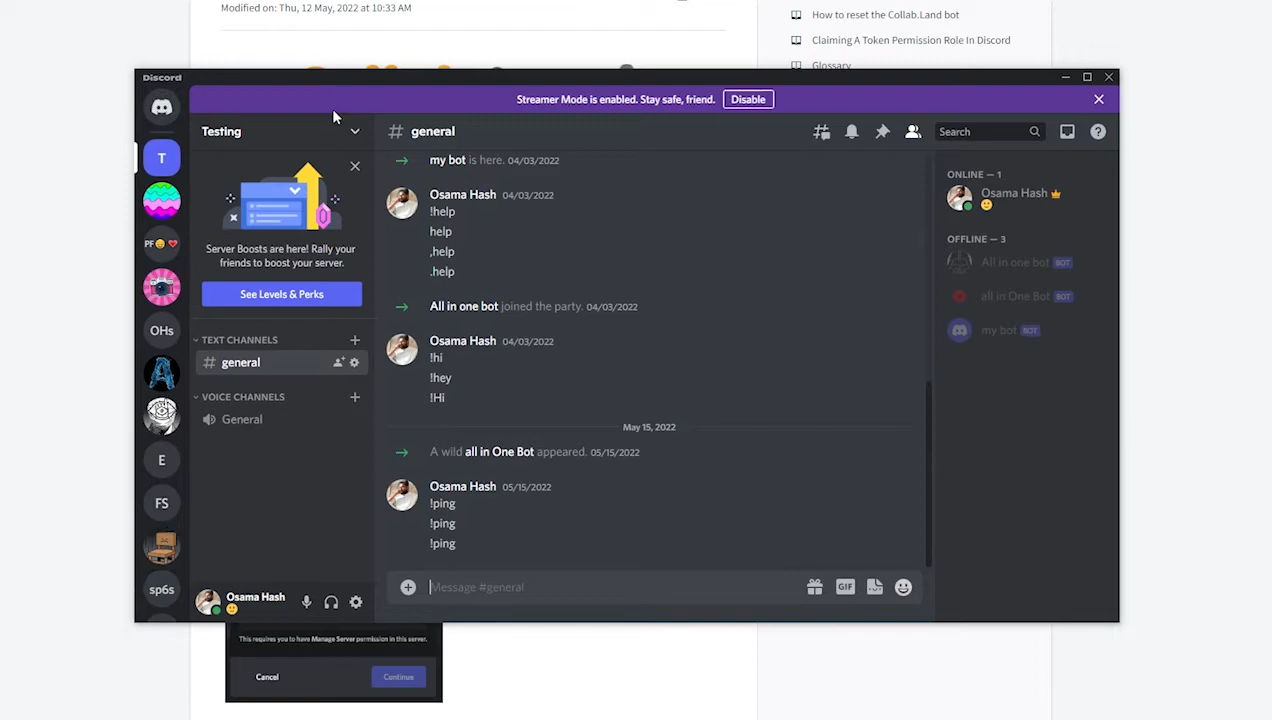 Modified on: Thu, 12 May, 2022 at 10:33 AM
How to reset the Collab.Land bot
Claiming A Token Permission Role In Discord
Glossary
Discord
Streamer Mode is enabled. Stay safe, friend.
Disable
Testing
general
Search
Server Boosts are here! Rally your
friends to boost your server.
See Levels & Perks
TEXT CHANNELS
general
VOICE CHANNELS
General
T
PF
OHs
E
FS
sp6s
Osama Hash
my bot is here. 04/03/2022
Osama Hash 04/03/2022
!help
help
,help
.help
All in one bot joined the party. 04/03/2022
Osama Hash 04/03/2022
!hi
!hey
!Hi
May 15, 2022
A wild all in One Bot appeared. 05/15/2022
Osama Hash 05/15/2022
!ping
!ping
!ping
Message #general
GIF
ONLINE — 1
Osama Hash
OFFLINE — 3
All in one bot BOT
all in One Bot BOT
my bot BOT
This requires you to have Manage Server permission in this server.
Cancel
Continue